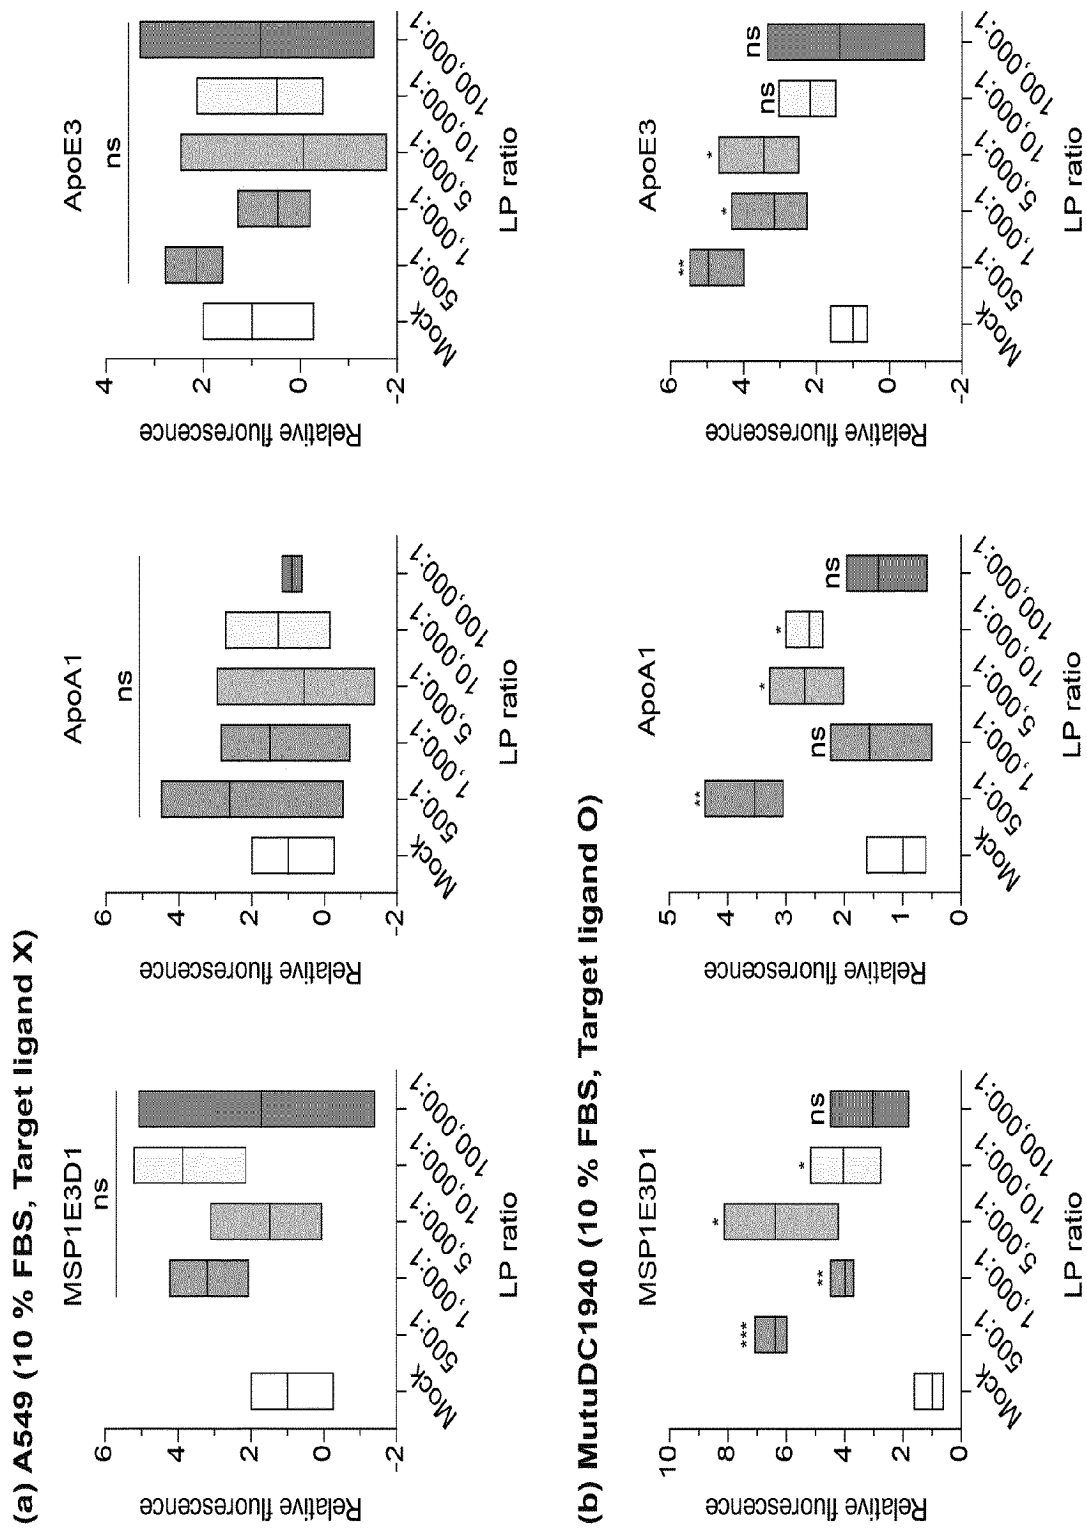 (a) A549 (10 % FBS, Target ligand X)
MSP1E3D1
ns
Relative fluorescence
6
4
2
0
-2
Mock
500:1
1,000:1
5,000:1
10,000:1
100,000:1
LP ratio
ApoA1
ns
Relative fluorescence
6
4
2
0
-2
Mock
500:1
1,000:1
5,000:1
10,000:1
100,000:1
LP ratio
ApoE3
ns
Relative fluorescence
4
2
0
-2
Mock
500:1
1,000:1
5,000:1
10,000:1
100,000:1
LP ratio
(b) MutuDC1940 (10 % FBS, Target ligand O)
MSP1E3D1
*** ** * * ns
Relative fluorescence
10
8
6
4
2
0
Mock
500:1
1,000:1
5,000:1
10,000:1
100,000:1
LP ratio
ApoA1
** ns * * ns
Relative fluorescence
5
4
3
2
1
0
Mock
500:1
1,000:1
5,000:1
10,000:1
100,000:1
LP ratio
ApoE3
** * * ns ns
Relative fluorescence
6
4
2
0
-2
Mock
500:1
1,000:1
5,000:1
10,000:1
100,000:1
LP ratio